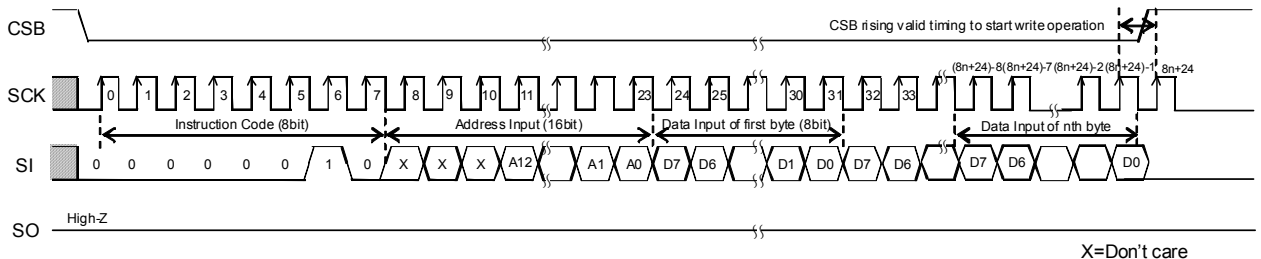 CSB
CSB rising valid timing to start write operation
(8n+24)-8 (8n+24)-7 (8n+24)-2 (8n+24)-1 8n+24
SCK 0 1 2 3 4 5 6 7 8 9 10 11 23 24 25 30 31 32 33
Instruction Code (8bit) Address Input (16bit) Data Input of first byte (8bit) Data Input of nth byte
SI 0 0 0 0 0 0 1 0 X X X A12 A1 A0 D7 D6 D1 D0 D7 D6 D7 D6 D0
High-Z
SO
X=Don't care